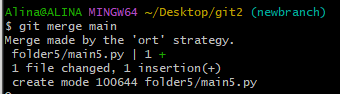 Alina@ALINA MINGW64 ~/Desktop/git2 (newbranch)
$ git merge main
Merge made by the 'ort' strategy.
 folder5/main5.py | 1 +
 1 file changed, 1 insertion(+)
 create mode 100644 folder5/main5.py